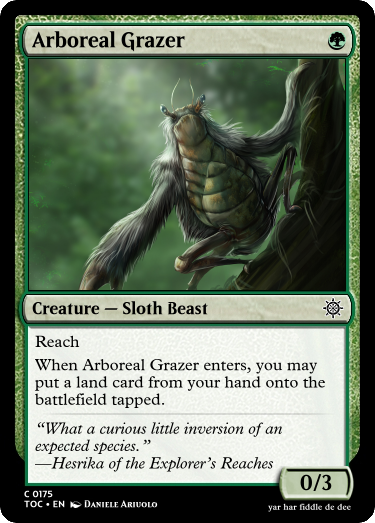 Arboreal Grazer
Creature — Sloth Beast
Reach
When Arboreal Grazer enters, you may
put a land card from your hand onto the
battlefield tapped.
“What a curious little inversion of an
expected species.”
—Hesrika of the Explorer’s Reaches
0/3
C 0175
TOC • EN Daniele Ariuolo
yar har fiddle de dee